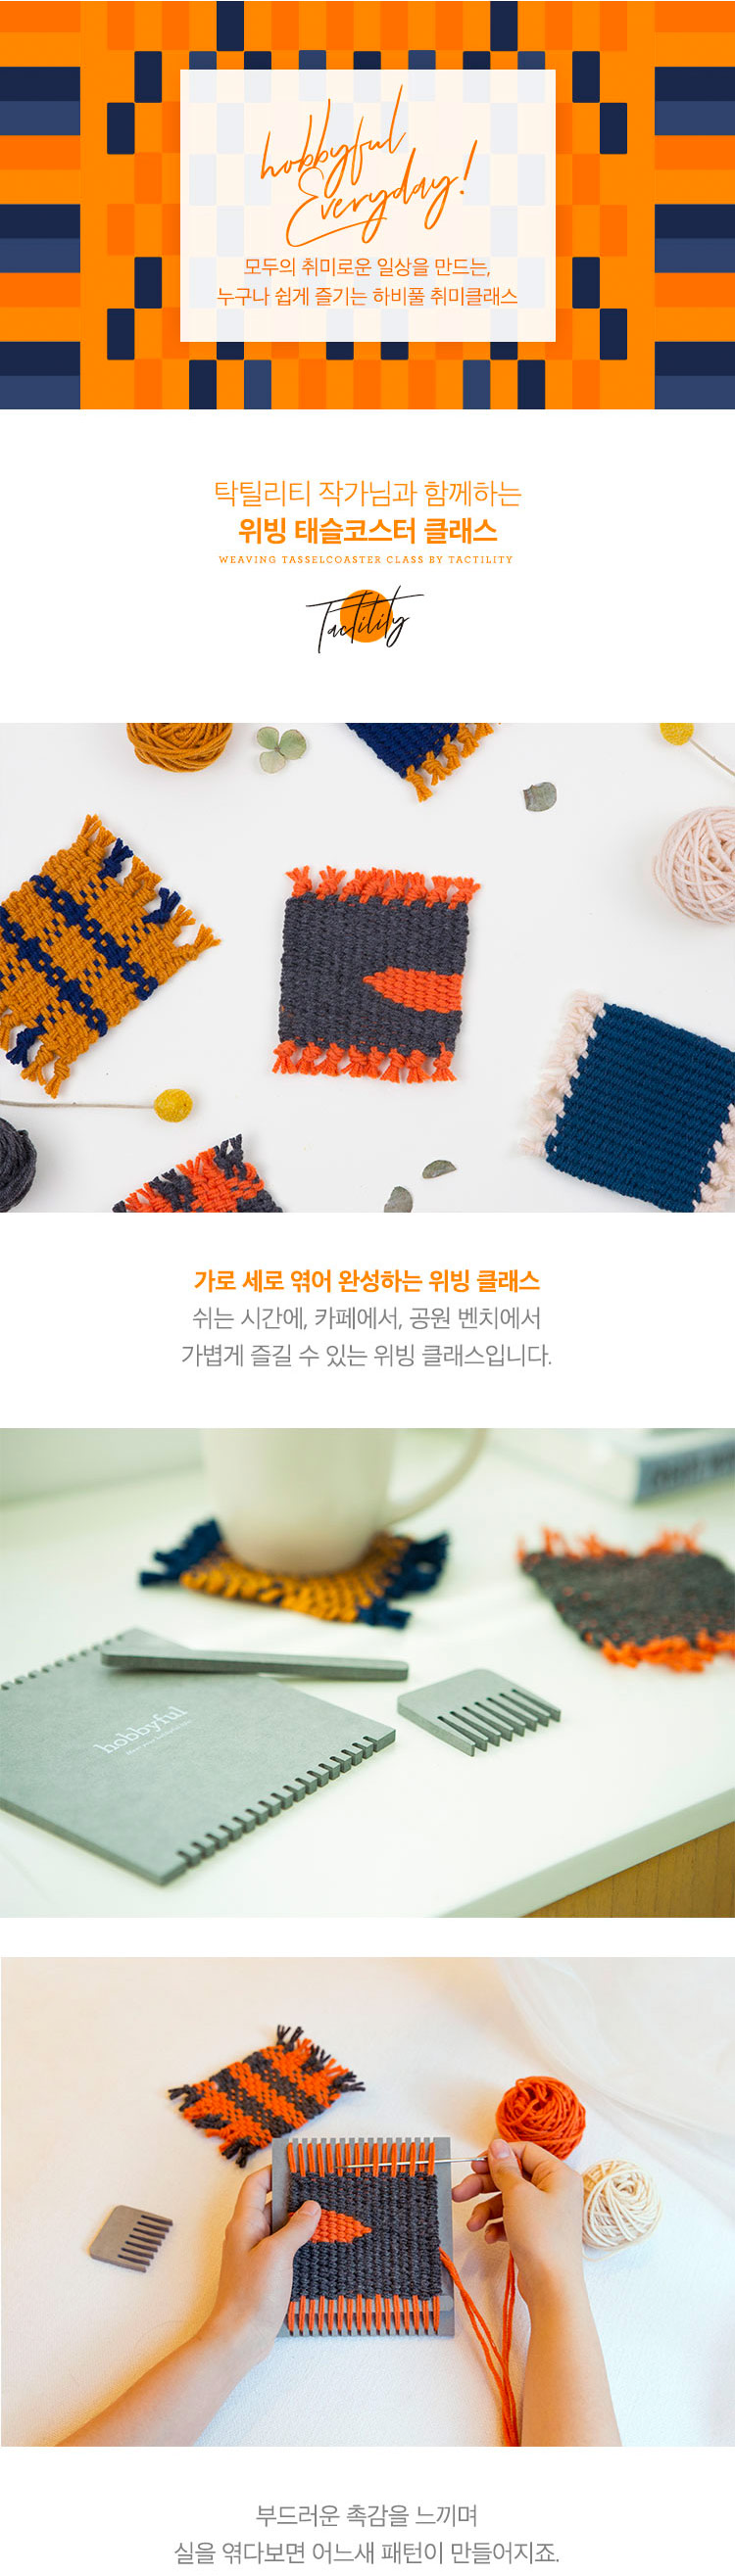 hobbyful
Everyday!
모두의 취미로운 일상을 만드는,
누구나 쉽게 즐기는 하비풀 취미클래스
탁틸리티 작가님과 함께하는
위빙 태슬코스터 클래스
WEAVING TASSELCOASTER CLASS BY TACTILITY
Tactility
가로 세로 엮어 완성하는 위빙 클래스
쉬는 시간에, 카페에서, 공원 벤치에서
가볍게 즐길 수 있는 위빙 클래스입니다.
hobbyful
부드러운 촉감을 느끼며
실을 엮다보면 어느새 패턴이 만들어지죠.